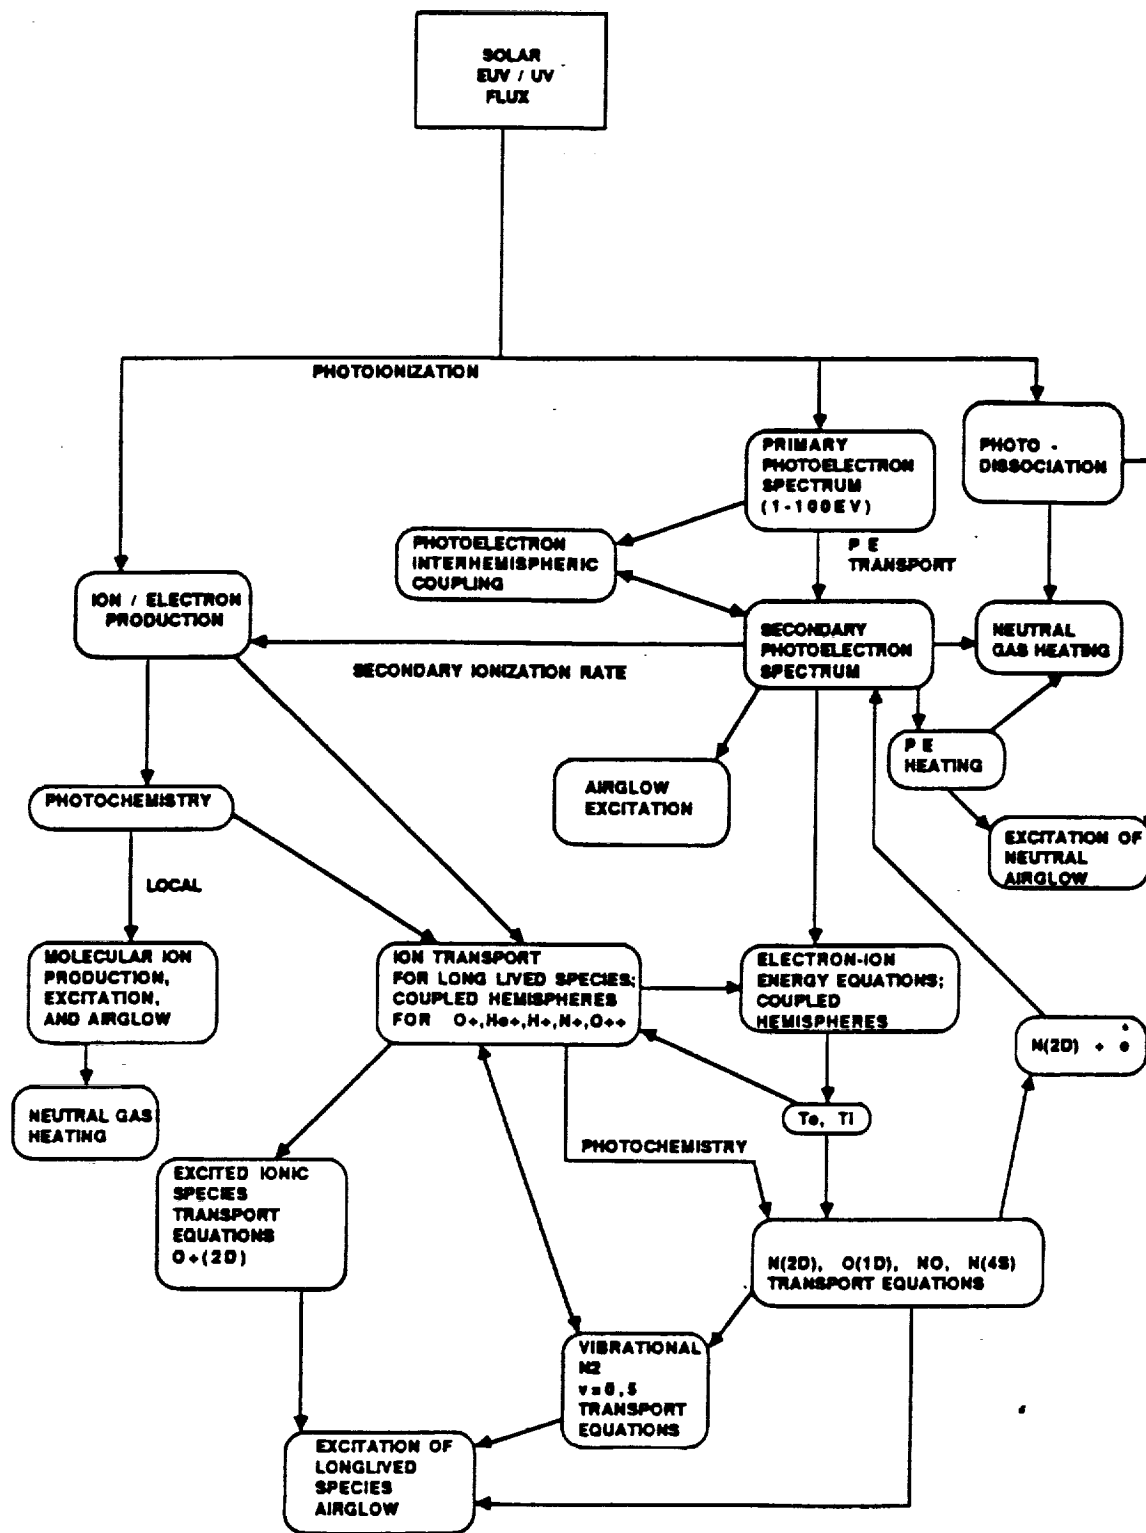 SOLAR
EUV / UV
FLUX
PHOTOIONIZATION
PRIMARY
PHOTOELECTRON
SPECTRUM
(1-100EV)
PHOTO -
DISSOCIATION
PHOTOELECTRON
INTERHEMISPHERIC
COUPLING
P E
TRANSPORT
ION / ELECTRON
PRODUCTION
SECONDARY
PHOTOELECTRON
SPECTRUM
NEUTRAL
GAS HEATING
SECONDARY IONIZATION RATE
P E
HEATING
AIRGLOW
EXCITATION
PHOTOCHEMISTRY
EXCITATION OF
NEUTRAL
AIRGLOW
LOCAL
MOLECULAR ION
PRODUCTION,
EXCITATION,
AND AIRGLOW
ION TRANSPORT
FOR LONG LIVED SPECIES;
COUPLED HEMISPHERES
FOR O+,He+,H+,N+,O++
ELECTRON-ION
ENERGY EQUATIONS;
COUPLED
HEMISPHERES
N(2D) + e
NEUTRAL GAS
HEATING
Te, Ti
PHOTOCHEMISTRY
EXCITED IONIC
SPECIES
TRANSPORT
EQUATIONS
O+(2D)
N(2D), O(1D), NO, N(4S)
TRANSPORT EQUATIONS
VIBRATIONAL
N2
v=0,5
TRANSPORT
EQUATIONS
EXCITATION OF
LONGLIVED
SPECIES
AIRGLOW